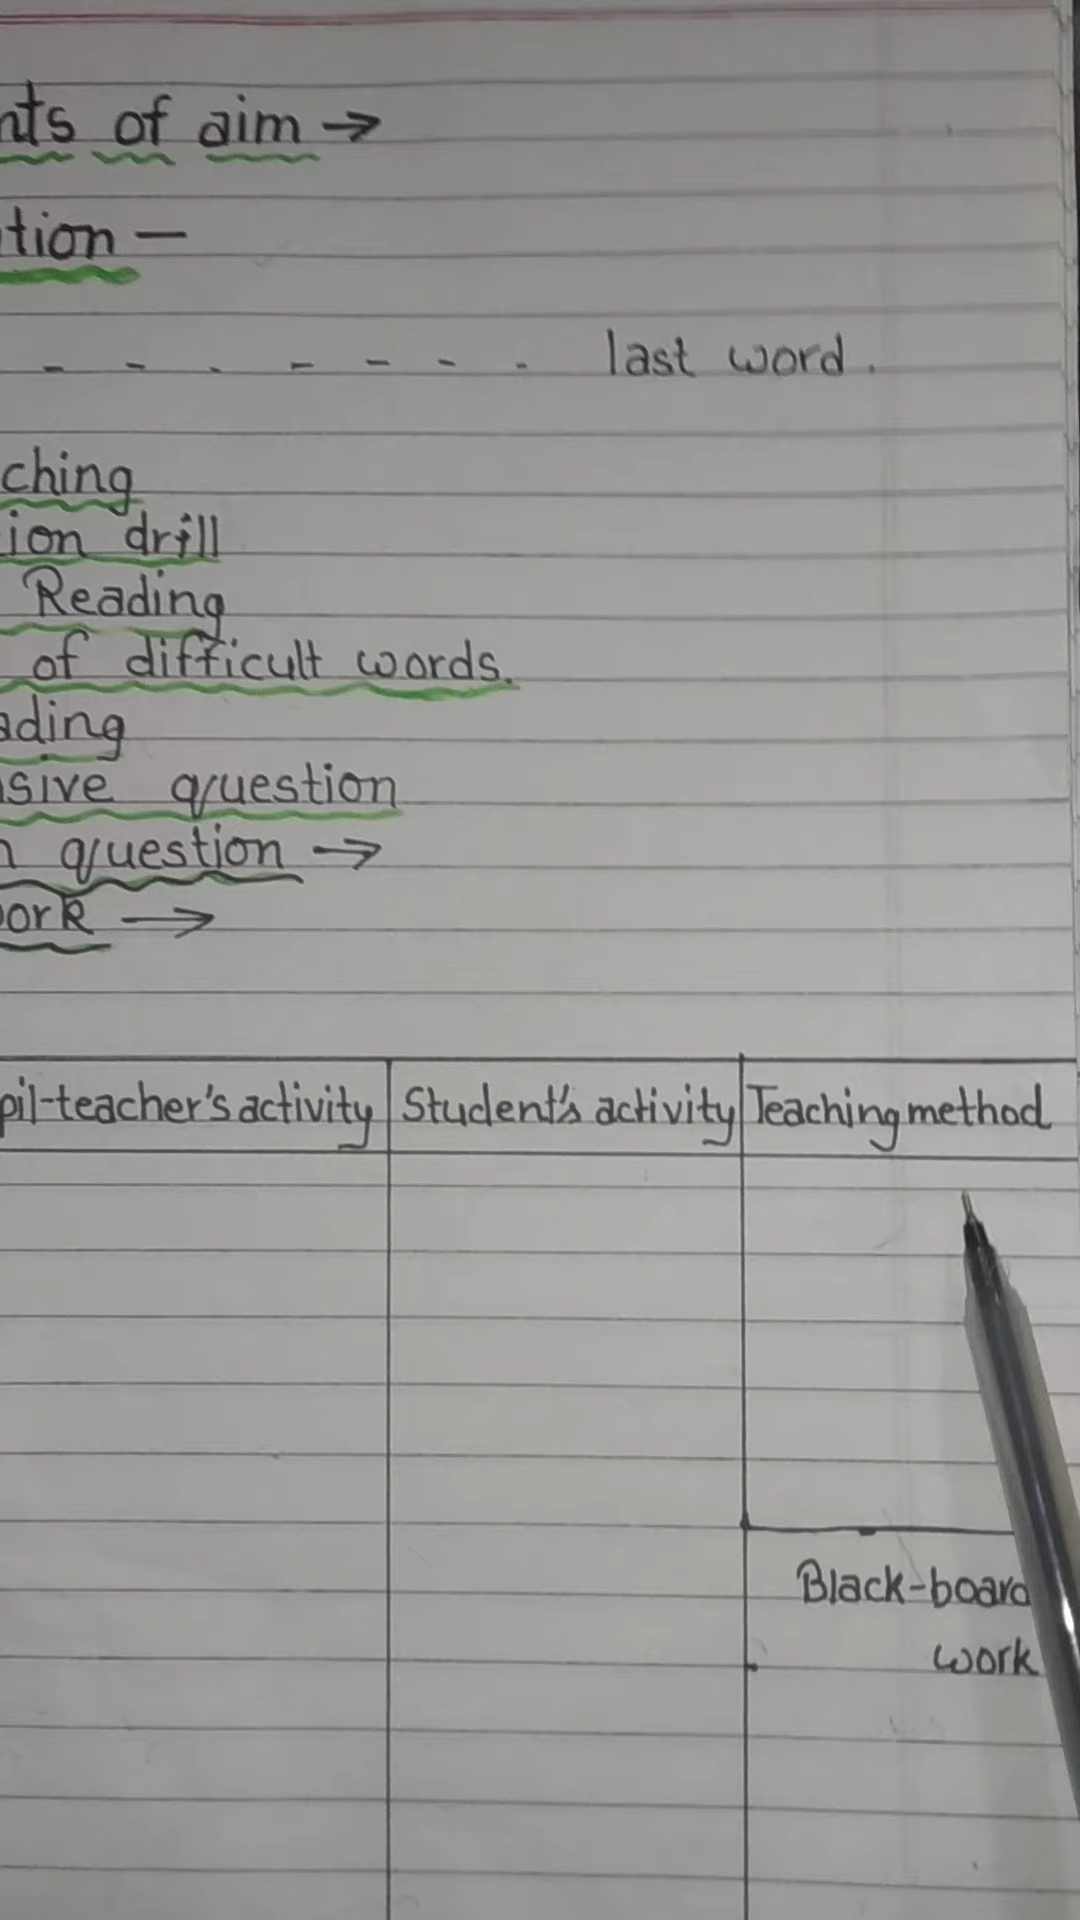 nts of aim →
tion —
- - . - - - . last word.
ching
ion drill
Reading
of difficult words.
ading
sive question
n question →
ork →
pil-teacher's activity Student's activity Teaching method
Black-board
work